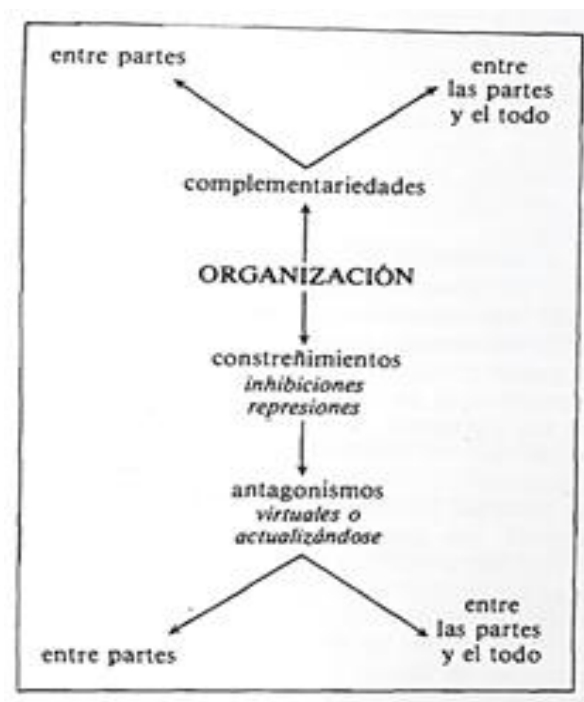 entre partes
entre
las partes
y el todo
complementariedades
ORGANIZACIÓN
constreñimientos
inhibiciones
represiones
antagonismos
virtuales o
actualizándose
entre partes
entre
las partes
y el todo